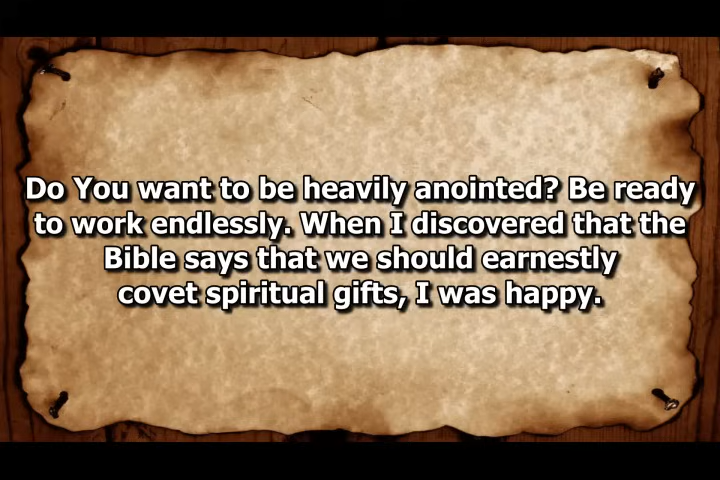 Do You want to be heavily anointed? Be ready
to work endlessly. When I discovered that the
Bible says that we should earnestly
covet spiritual gifts, I was happy.